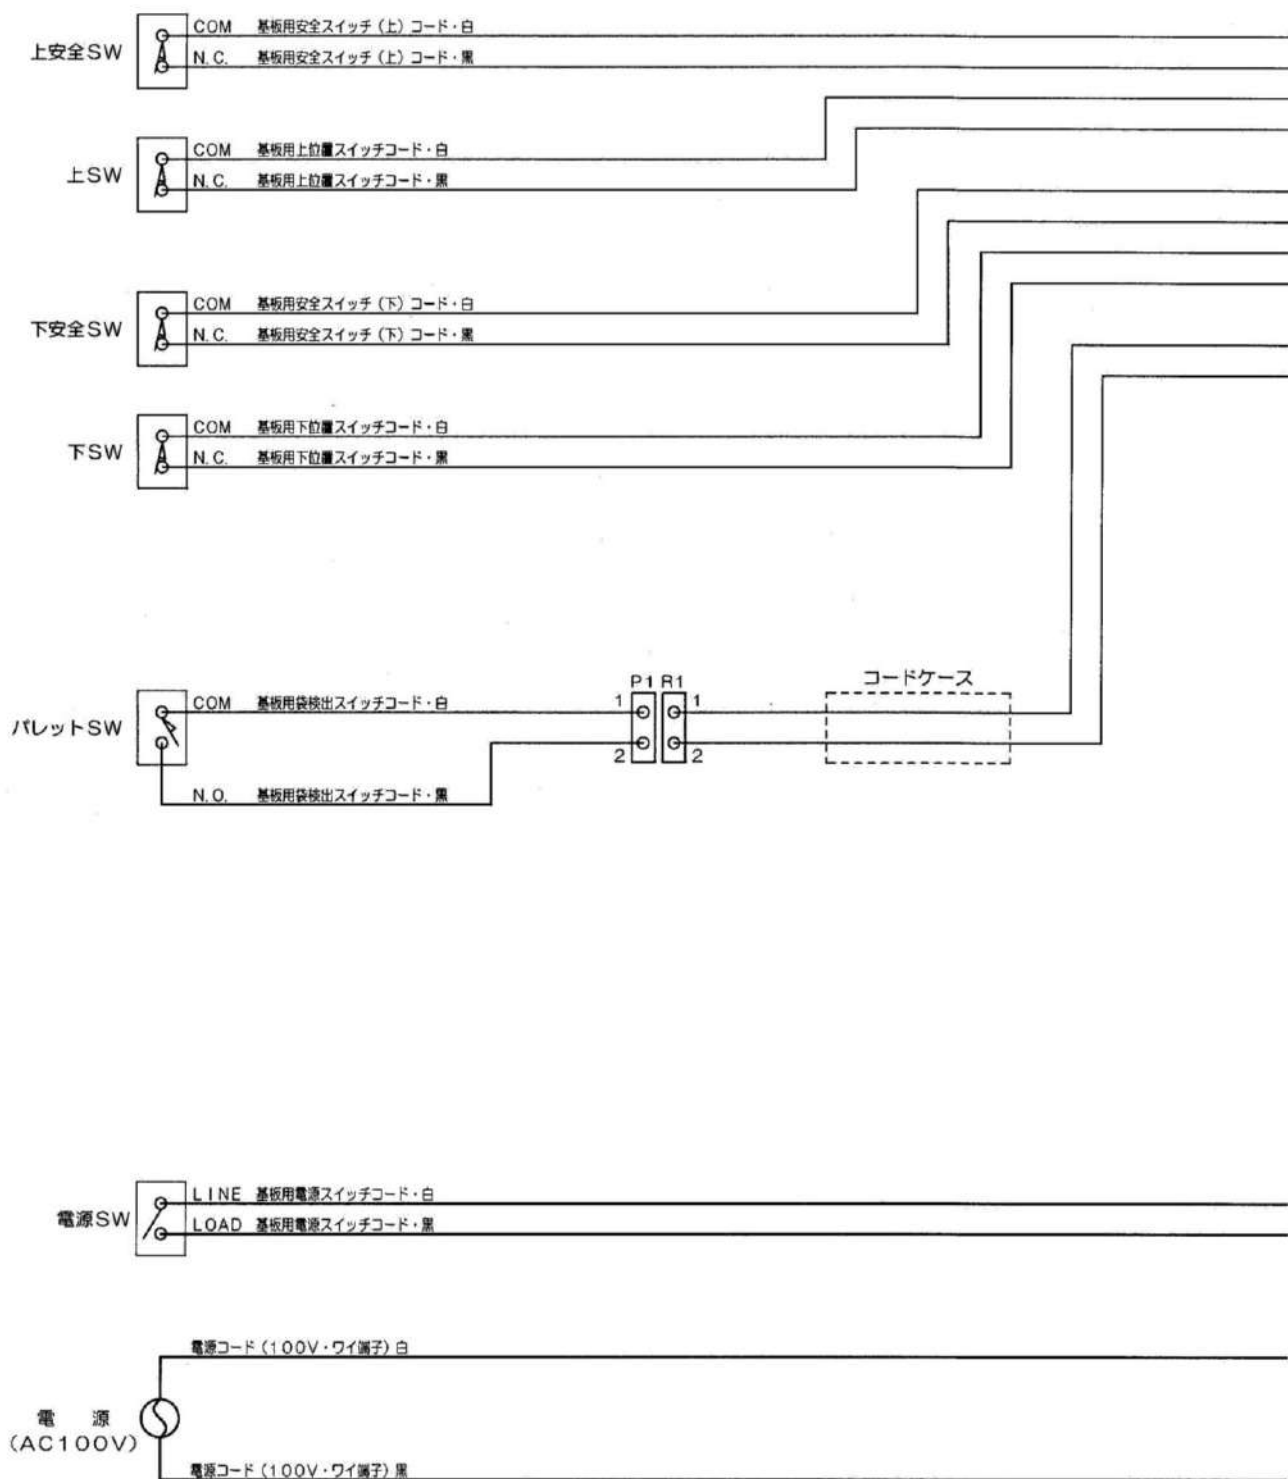 上安全SW
COM 基板用安全スイッチ(上)コード・白
N.C. 基板用安全スイッチ(上)コード・黒
上SW
COM 基板用上位置スイッチコード・白
N.C. 基板用上位置スイッチコード・黒
下安全SW
COM 基板用安全スイッチ(下)コード・白
N.C. 基板用安全スイッチ(下)コード・黒
下SW
COM 基板用下位置スイッチコード・白
N.C. 基板用下位置スイッチコード・黒
パレットSW
COM 基板用袋検出スイッチコード・白
N.O. 基板用袋検出スイッチコード・黒
P1 R1
1 1
2 2
コードケース
電源SW
LINE 基板用電源スイッチコード・白
LOAD 基板用電源スイッチコード・黒
電源コード(100V・ワイ端子)白
電 源
(AC100V)
電源コード(100V・ワイ端子)黒